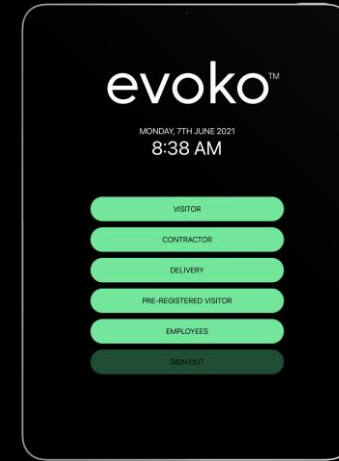 evoko™
MONDAY, 7TH JUNE 2021
8:38 AM
VISITOR
CONTRACTOR
DELIVERY
PRE-REGISTERED VISITOR
EMPLOYEES
SIGN OUT